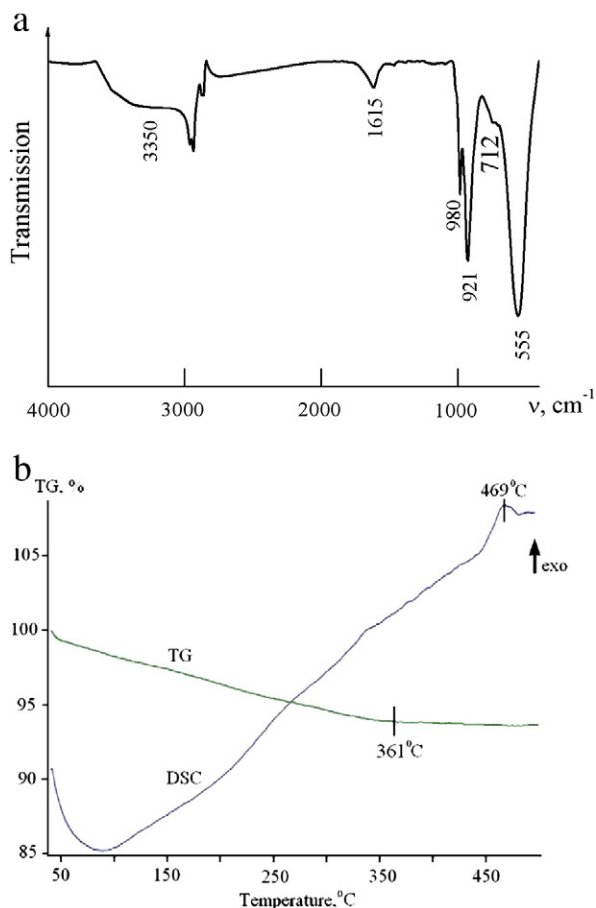 a
Transmission
3350
1615
980
921
712
555
4000 3000 2000 1000 ν, cm-1
b
TG, %
469°C
105
exo
100
TG
95
361°C
90
DSC
85
50 150 250 350 450
Temperature,°C